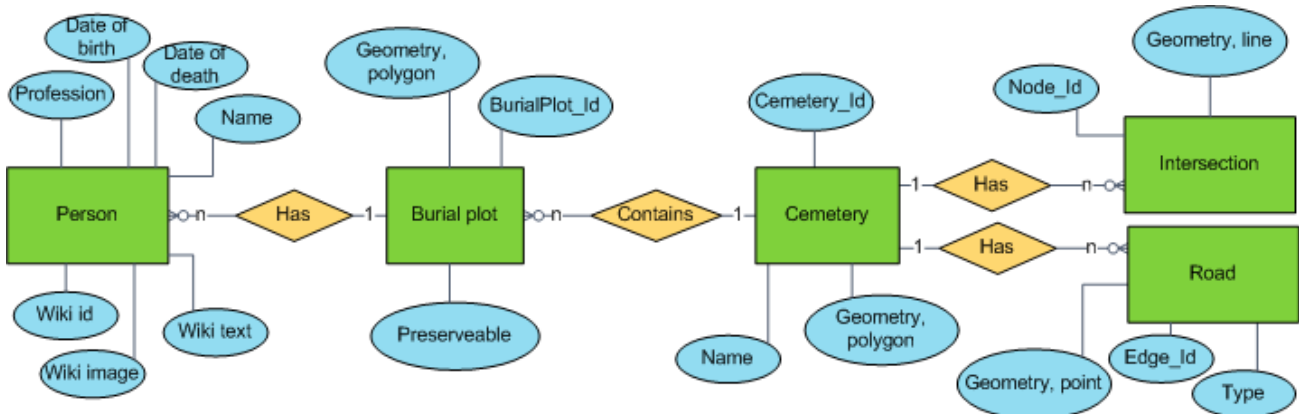 Date of
birth
Date of
death
Profession
Name
Geometry,
polygon
BurialPlot_Id
Cemetery_Id
Geometry, line
Node_Id
Person
n
Has
1
Burial plot
n
Contains
1
Cemetery
1
Has
n
Intersection
1
Has
n
Road
Wiki id
Wiki text
Wiki image
Preserveable
Name
Geometry,
polygon
Geometry, point
Edge_Id
Type